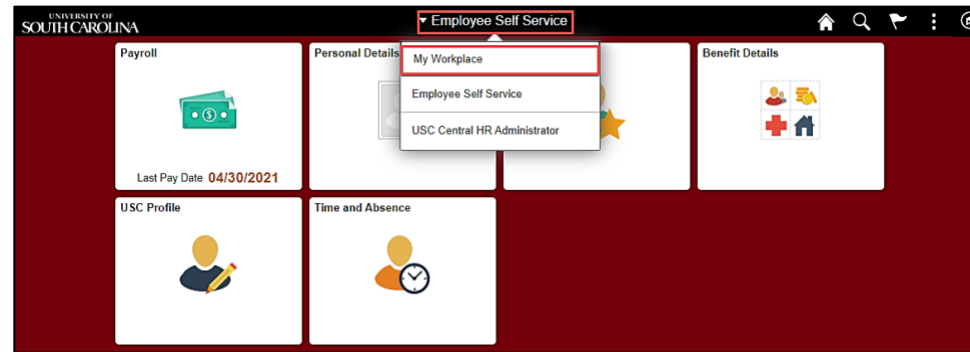 UNIVERSITY OF
SOUTH CAROLINA
Employee Self Service
Payroll
Last Pay Date 04/30/2021
Personal Details
My Workplace
Employee Self Service
USC Central HR Administrator
Benefit Details
USC Profile
Time and Absence